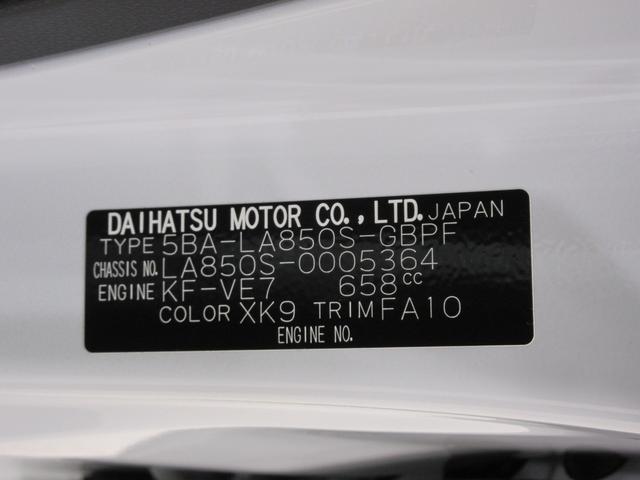 DAIHATSU MOTOR CO., LTD. JAPAN
TYPE 5BA-LA850S-GBPF
CHASSIS NO. LA850S-0005364
ENGINE KF-VE7 658cc
COLOR XK9 TRIM FA10
ENGINE NO.